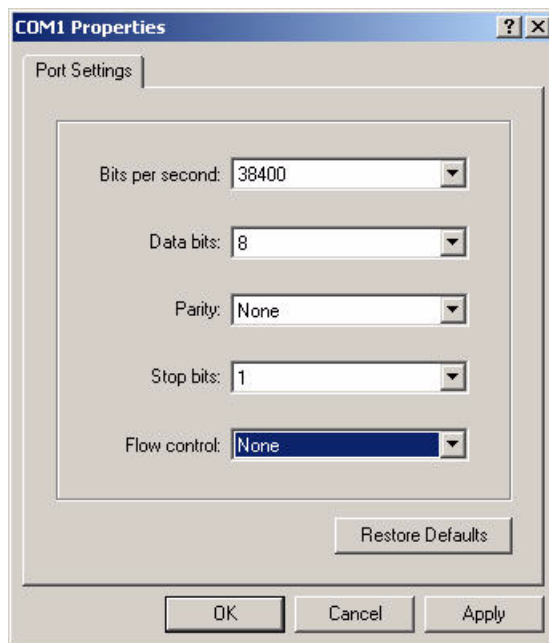 COM1 Properties
Port Settings
Bits per second: 38400
Data bits: 8
Parity: None
Stop bits: 1
Flow control: None
Restore Defaults
OK Cancel Apply